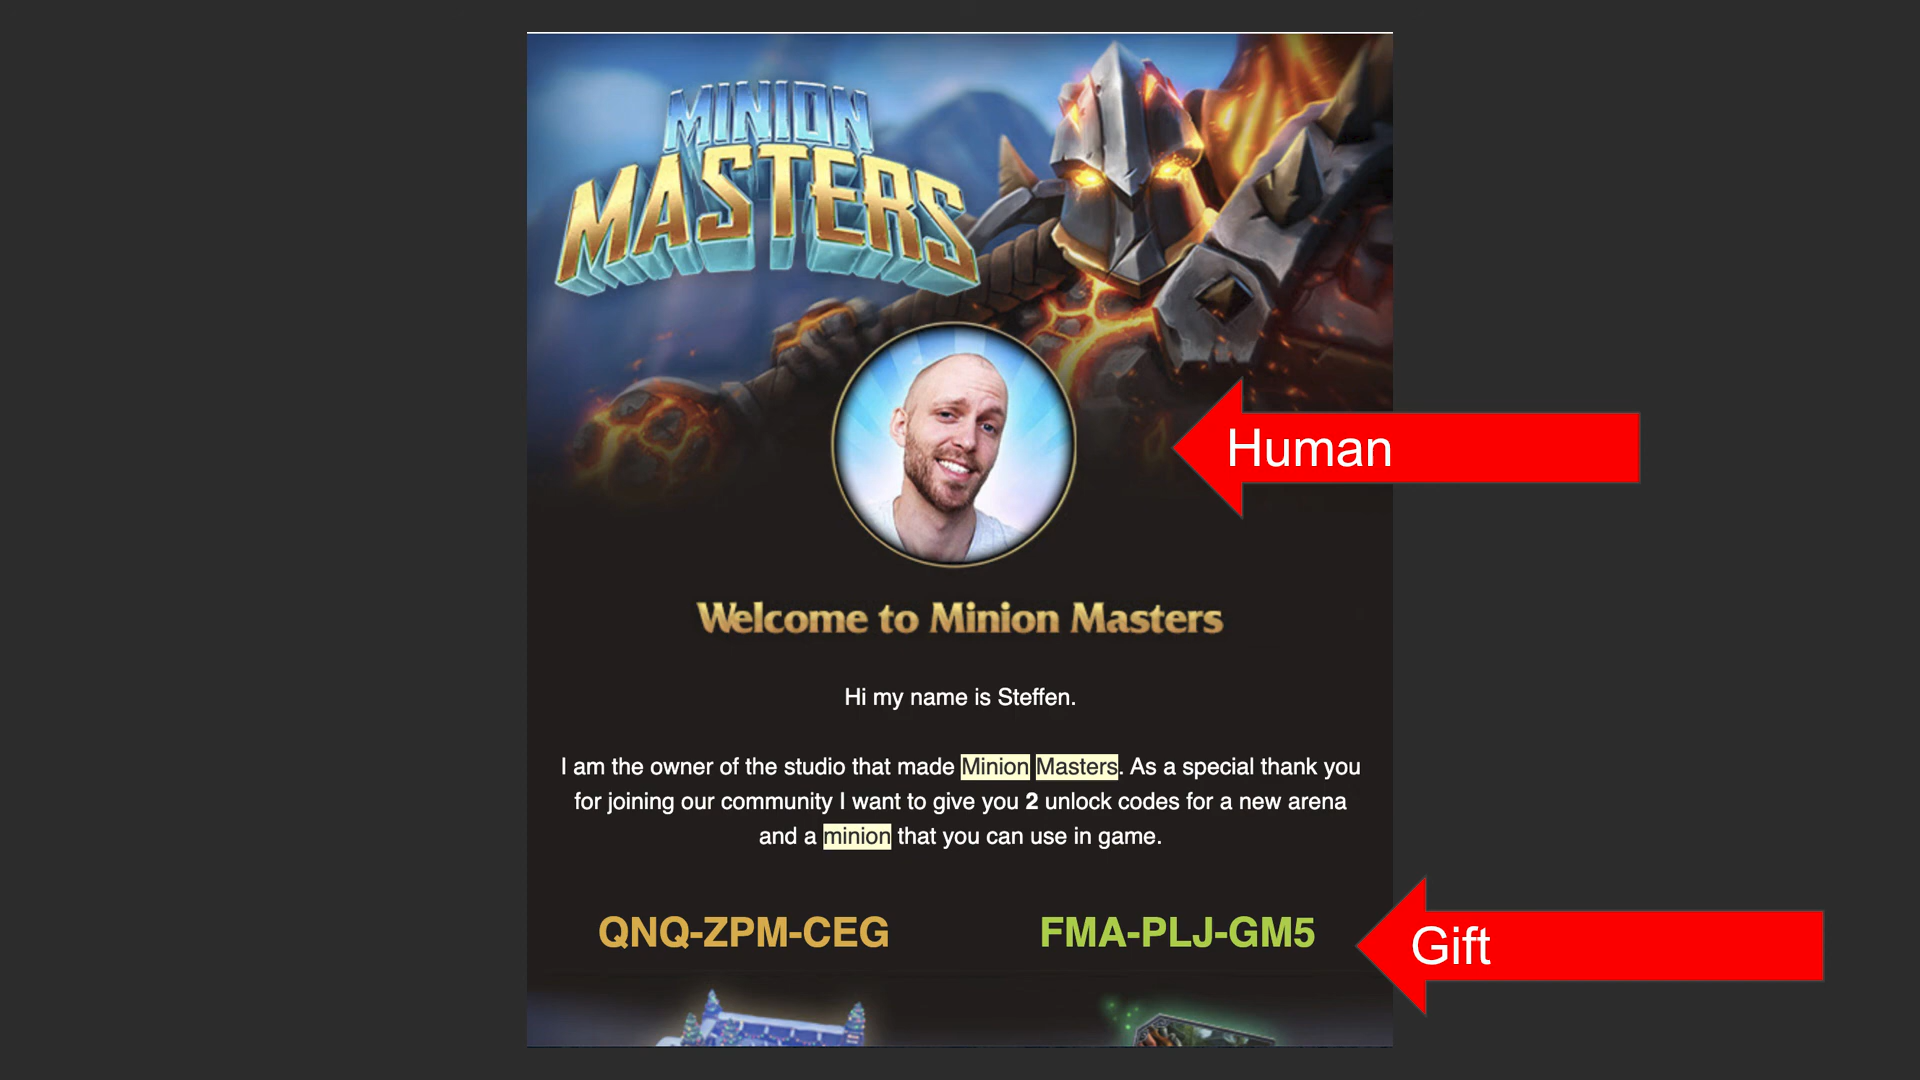 MINION
MASTERS
Human
Welcome to Minion Masters
Hi my name is Steffen.
I am the owner of the studio that made Minion Masters. As a special thank you
for joining our community I want to give you 2 unlock codes for a new arena
and a minion that you can use in game.
QNQ-ZPM-CEG
FMA-PLJ-GM5
Gift